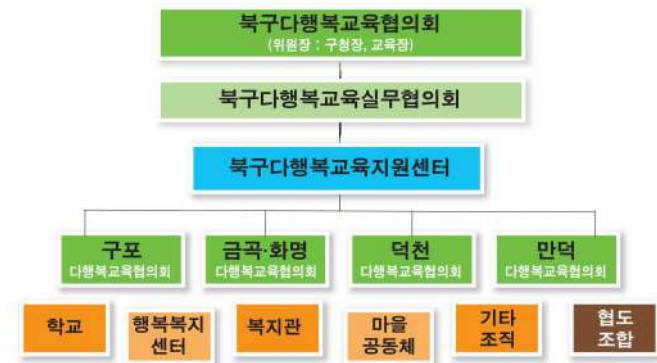 북구다행복교육협의회
(위원장 : 구청장, 교육장)
북구다행복교육실무협의회
북구다행복교육지원센터
구포
다행복교육협의회
금곡·화명
다행복교육협의회
덕천
다행복교육협의회
만덕
다행복교육협의회
학교
행복복지
센터
복지관
마을
공동체
기타
조직
협도
조합